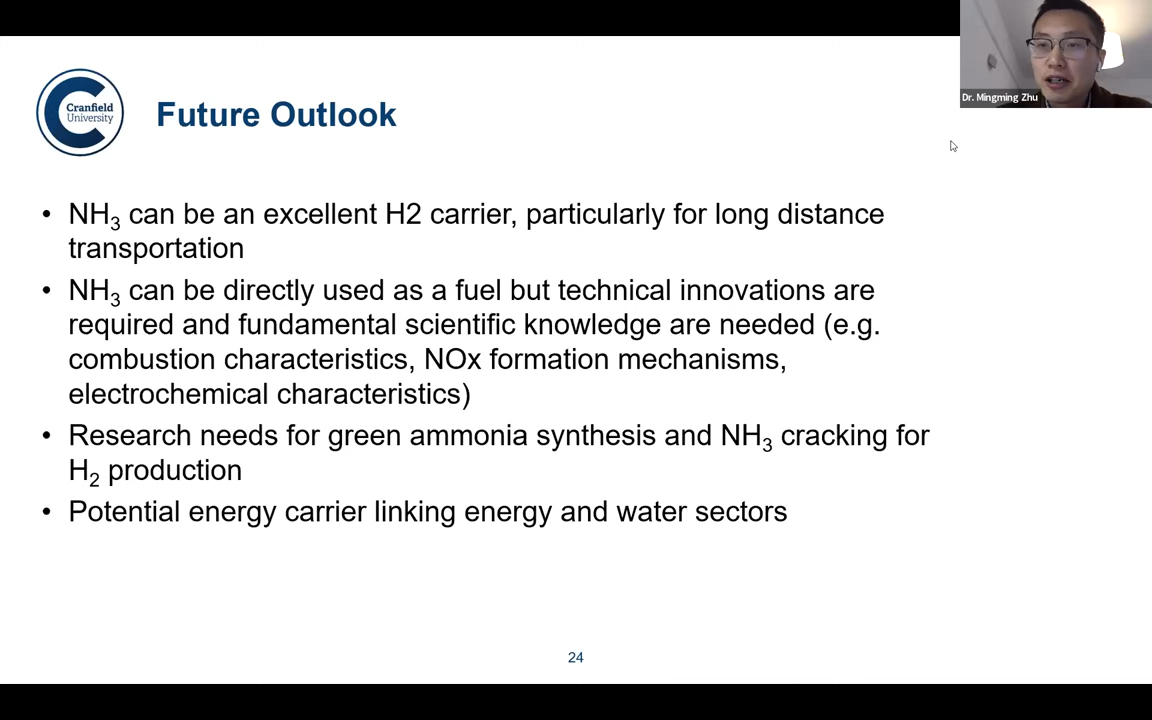 Cranfield
University
Future Outlook
Dr. Mingming Zhu
• NH₃ can be an excellent H2 carrier, particularly for long distance
transportation
• NH₃ can be directly used as a fuel but technical innovations are
required and fundamental scientific knowledge are needed (e.g.
combustion characteristics, NOx formation mechanisms,
electrochemical characteristics)
• Research needs for green ammonia synthesis and NH₃ cracking for
H₂ production
• Potential energy carrier linking energy and water sectors
24